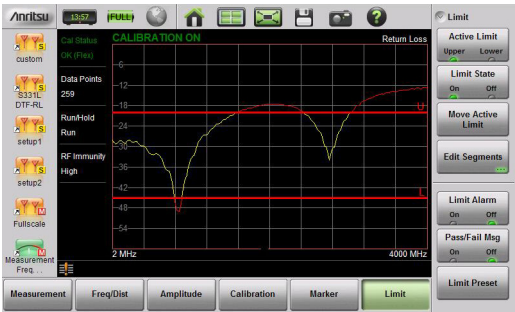 Anritsu 13:57 (FULL) ? Limit
custom
S331L
DTF-RL
setup1
setup2
Fullscale
Measurement
Freq. . .
Cal Status
OK (Flex)
Data Points
259
Run/Hold
Run
RF Immunity
High
CALIBRATION ON Return Loss
-6
-12
-18
-24
-30
-36
-42
-48
-54
U
L
2 MHz 4000 MHz
Active Limit
Upper Lower
Limit State
On Off
Move Active
Limit
Edit Segments
Limit Alarm
On Off
Pass/Fail Msg
On Off
Limit Preset
Measurement Freq/Dist Amplitude Calibration Marker Limit